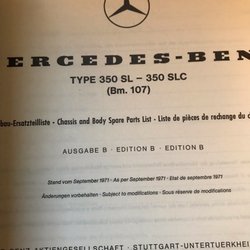 ERCEDES-BEN
TYPE 350 SL – 350 SLC
(Bm. 107)
bau-Ersatzteilliste · Chassis and Body Spare Parts List · Liste de pièces de rechange du c
AUSGABE B · EDITION B · EDITION B
Stand vom September 1971 · As per September 1971 · Etat de septembre 1971
Änderungen vorbehalten · Subject to modifications · Sous réserve de modifications
BENZ AKTIENGESELLSCHAFT · STUTTGART-UNTERTÜRKHEIM